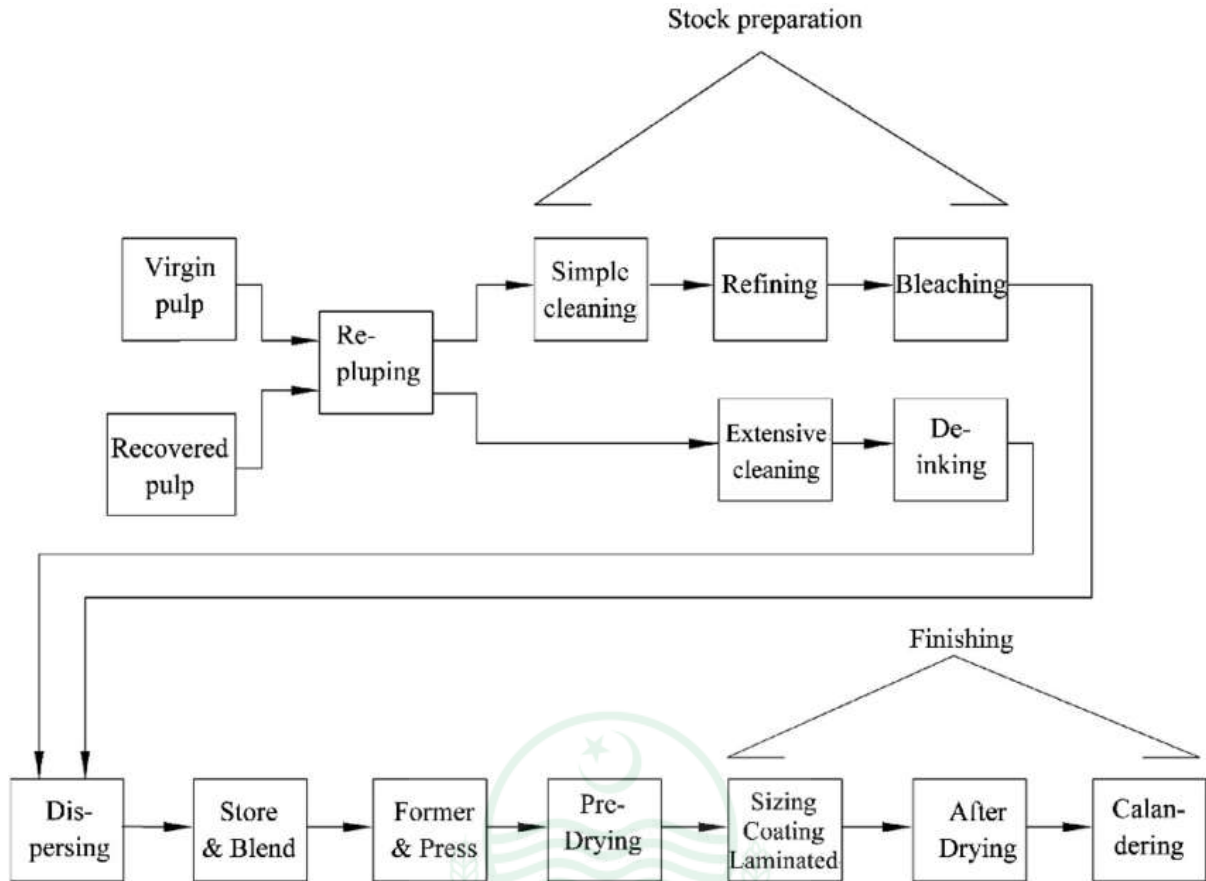 Stock preparation
Virgin
pulp
Recovered
pulp
Re-
pluping
Simple
cleaning
Refining
Bleaching
Extensive
cleaning
De-
inking
Finishing
Dis-
persing
Store
& Blend
Former
& Press
Pre-
Drying
Sizing
Coating
Laminated
After
Drying
Calan-
dering